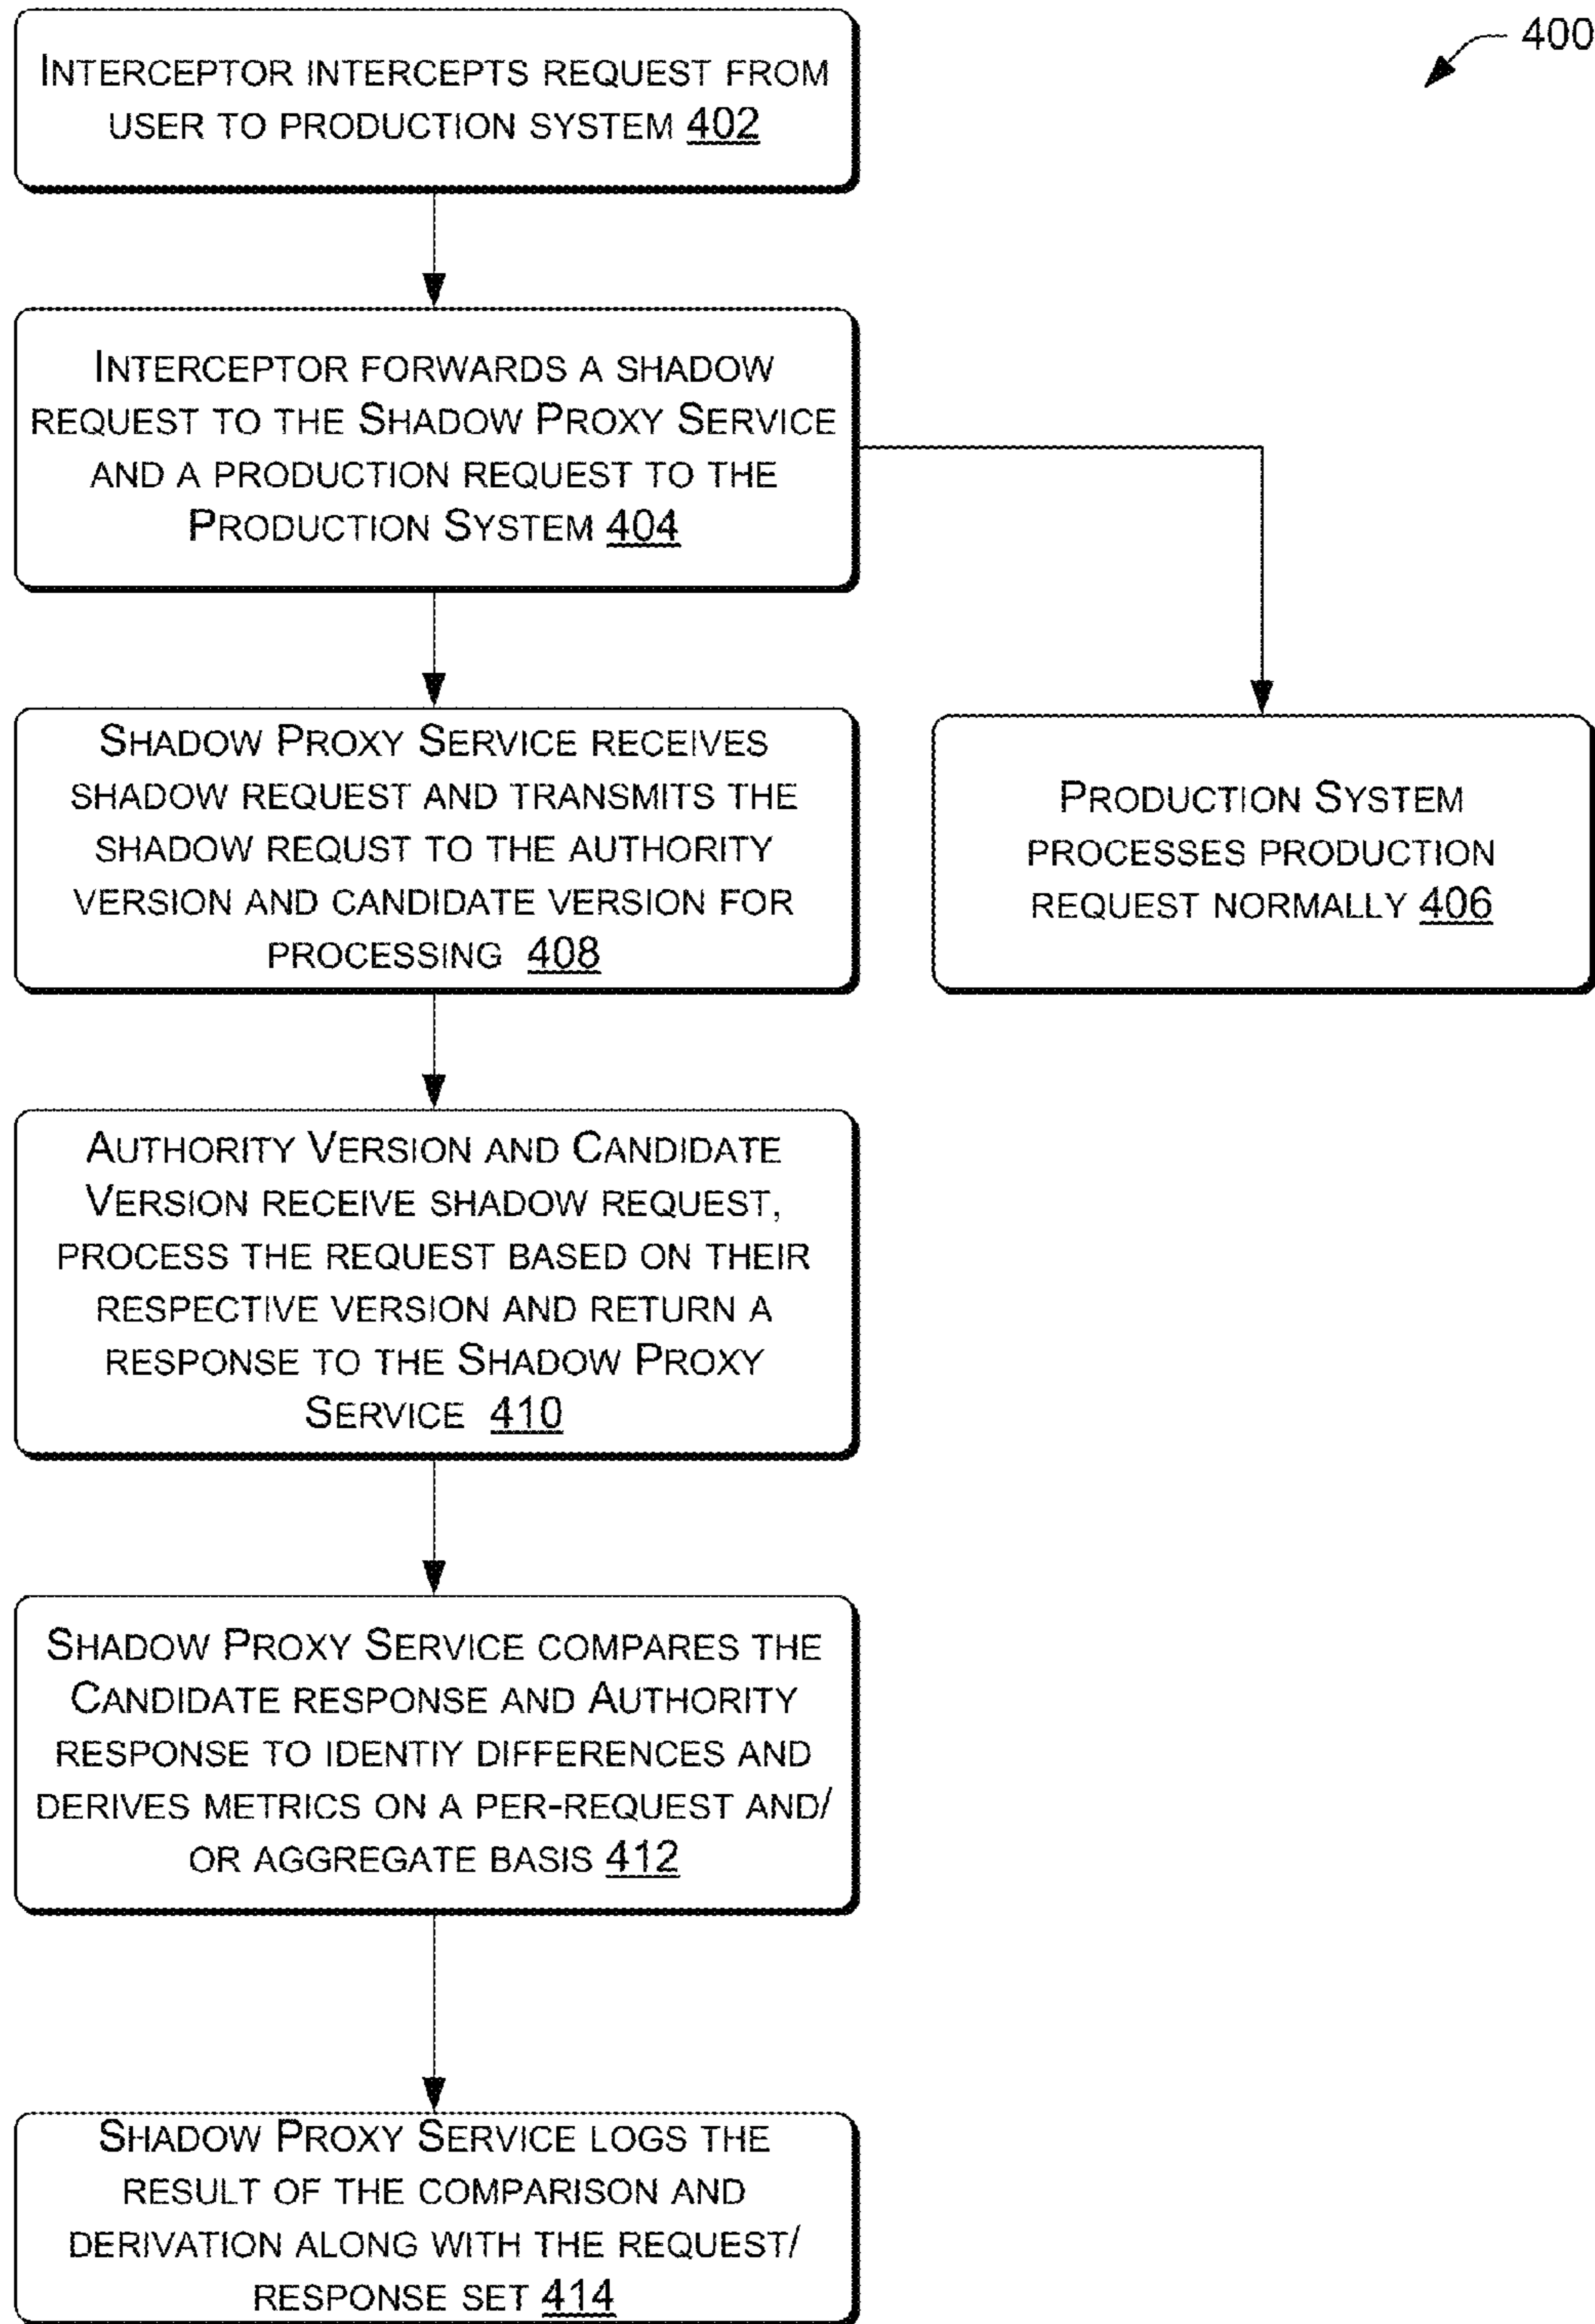 400
INTERCEPTOR INTERCEPTS REQUEST FROM
USER TO PRODUCTION SYSTEM 402
INTERCEPTOR FORWARDS A SHADOW
REQUEST TO THE SHADOW PROXY SERVICE
AND A PRODUCTION REQUEST TO THE
PRODUCTION SYSTEM 404
SHADOW PROXY SERVICE RECEIVES
SHADOW REQUEST AND TRANSMITS THE
SHADOW REQUST TO THE AUTHORITY
VERSION AND CANDIDATE VERSION FOR
PROCESSING 408
PRODUCTION SYSTEM
PROCESSES PRODUCTION
REQUEST NORMALLY 406
AUTHORITY VERSION AND CANDIDATE
VERSION RECEIVE SHADOW REQUEST,
PROCESS THE REQUEST BASED ON THEIR
RESPECTIVE VERSION AND RETURN A
RESPONSE TO THE SHADOW PROXY
SERVICE 410
SHADOW PROXY SERVICE COMPARES THE
CANDIDATE RESPONSE AND AUTHORITY
RESPONSE TO IDENTIY DIFFERENCES AND
DERIVES METRICS ON A PER-REQUEST AND/
OR AGGREGATE BASIS 412
SHADOW PROXY SERVICE LOGS THE
RESULT OF THE COMPARISON AND
DERIVATION ALONG WITH THE REQUEST/
RESPONSE SET 414